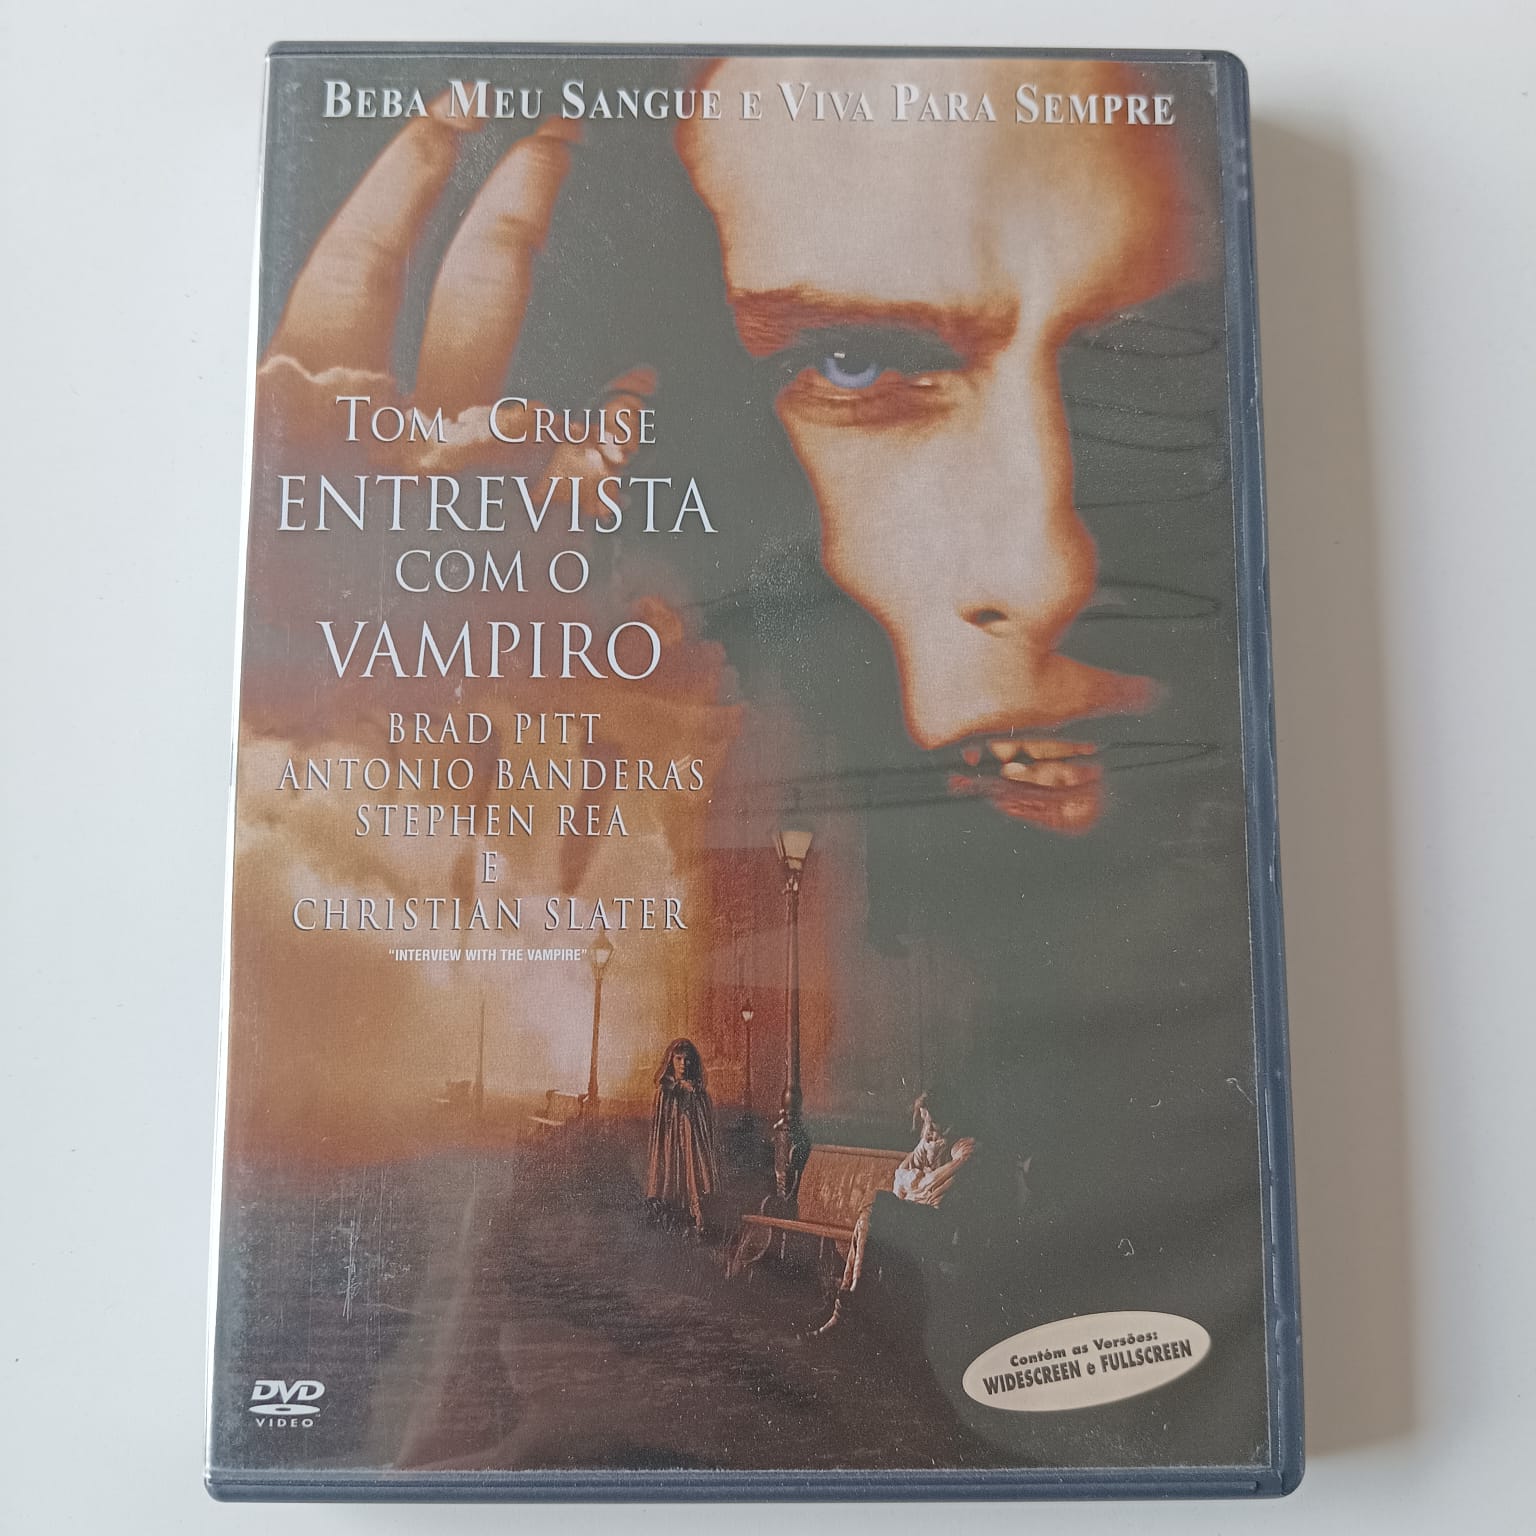 BEBA MEU SANGUE E VIVA PARA SEMPRE
TOM CRUISE
ENTREVISTA
COM O
VAMPIRO
BRAD PITT
ANTONIO BANDERAS
STEPHEN REA
E
CHRISTIAN SLATER
"INTERVIEW WITH THE VAMPIRE"
Contém as Versões:
WIDESCREEN e FULLSCREEN
DVD
VIDEO